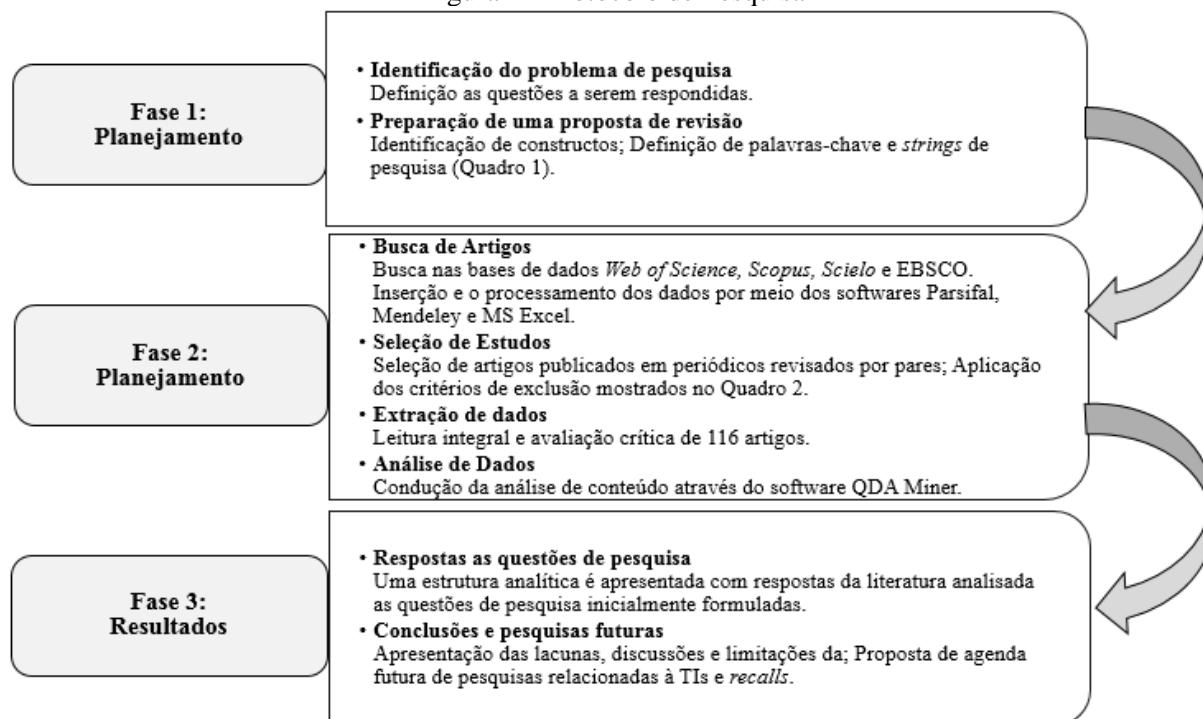 Fase 1:
Planejamento
• Identificação do problema de pesquisa
Definição as questões a serem respondidas.
• Preparação de uma proposta de revisão
Identificação de constructos; Definição de palavras-chave e strings de
pesquisa (Quadro 1).
Fase 2:
Planejamento
• Busca de Artigos
Busca nas bases de dados Web of Science, Scopus, Scielo e EBSCO.
Inserção e o processamento dos dados por meio dos softwares Parsifal,
Mendeley e MS Excel.
• Seleção de Estudos
Seleção de artigos publicados em periódicos revisados por pares; Aplicação
dos critérios de exclusão mostrados no Quadro 2.
• Extração de dados
Leitura integral e avaliação crítica de 116 artigos.
• Análise de Dados
Condução da análise de conteúdo através do software QDA Miner.
Fase 3:
Resultados
• Respostas as questões de pesquisa
Uma estrutura analítica é apresentada com respostas da literatura analisada
as questões de pesquisa inicialmente formuladas.
• Conclusões e pesquisas futuras
Apresentação das lacunas, discussões e limitações da; Proposta de agenda
futura de pesquisas relacionadas à TIs e recalls.